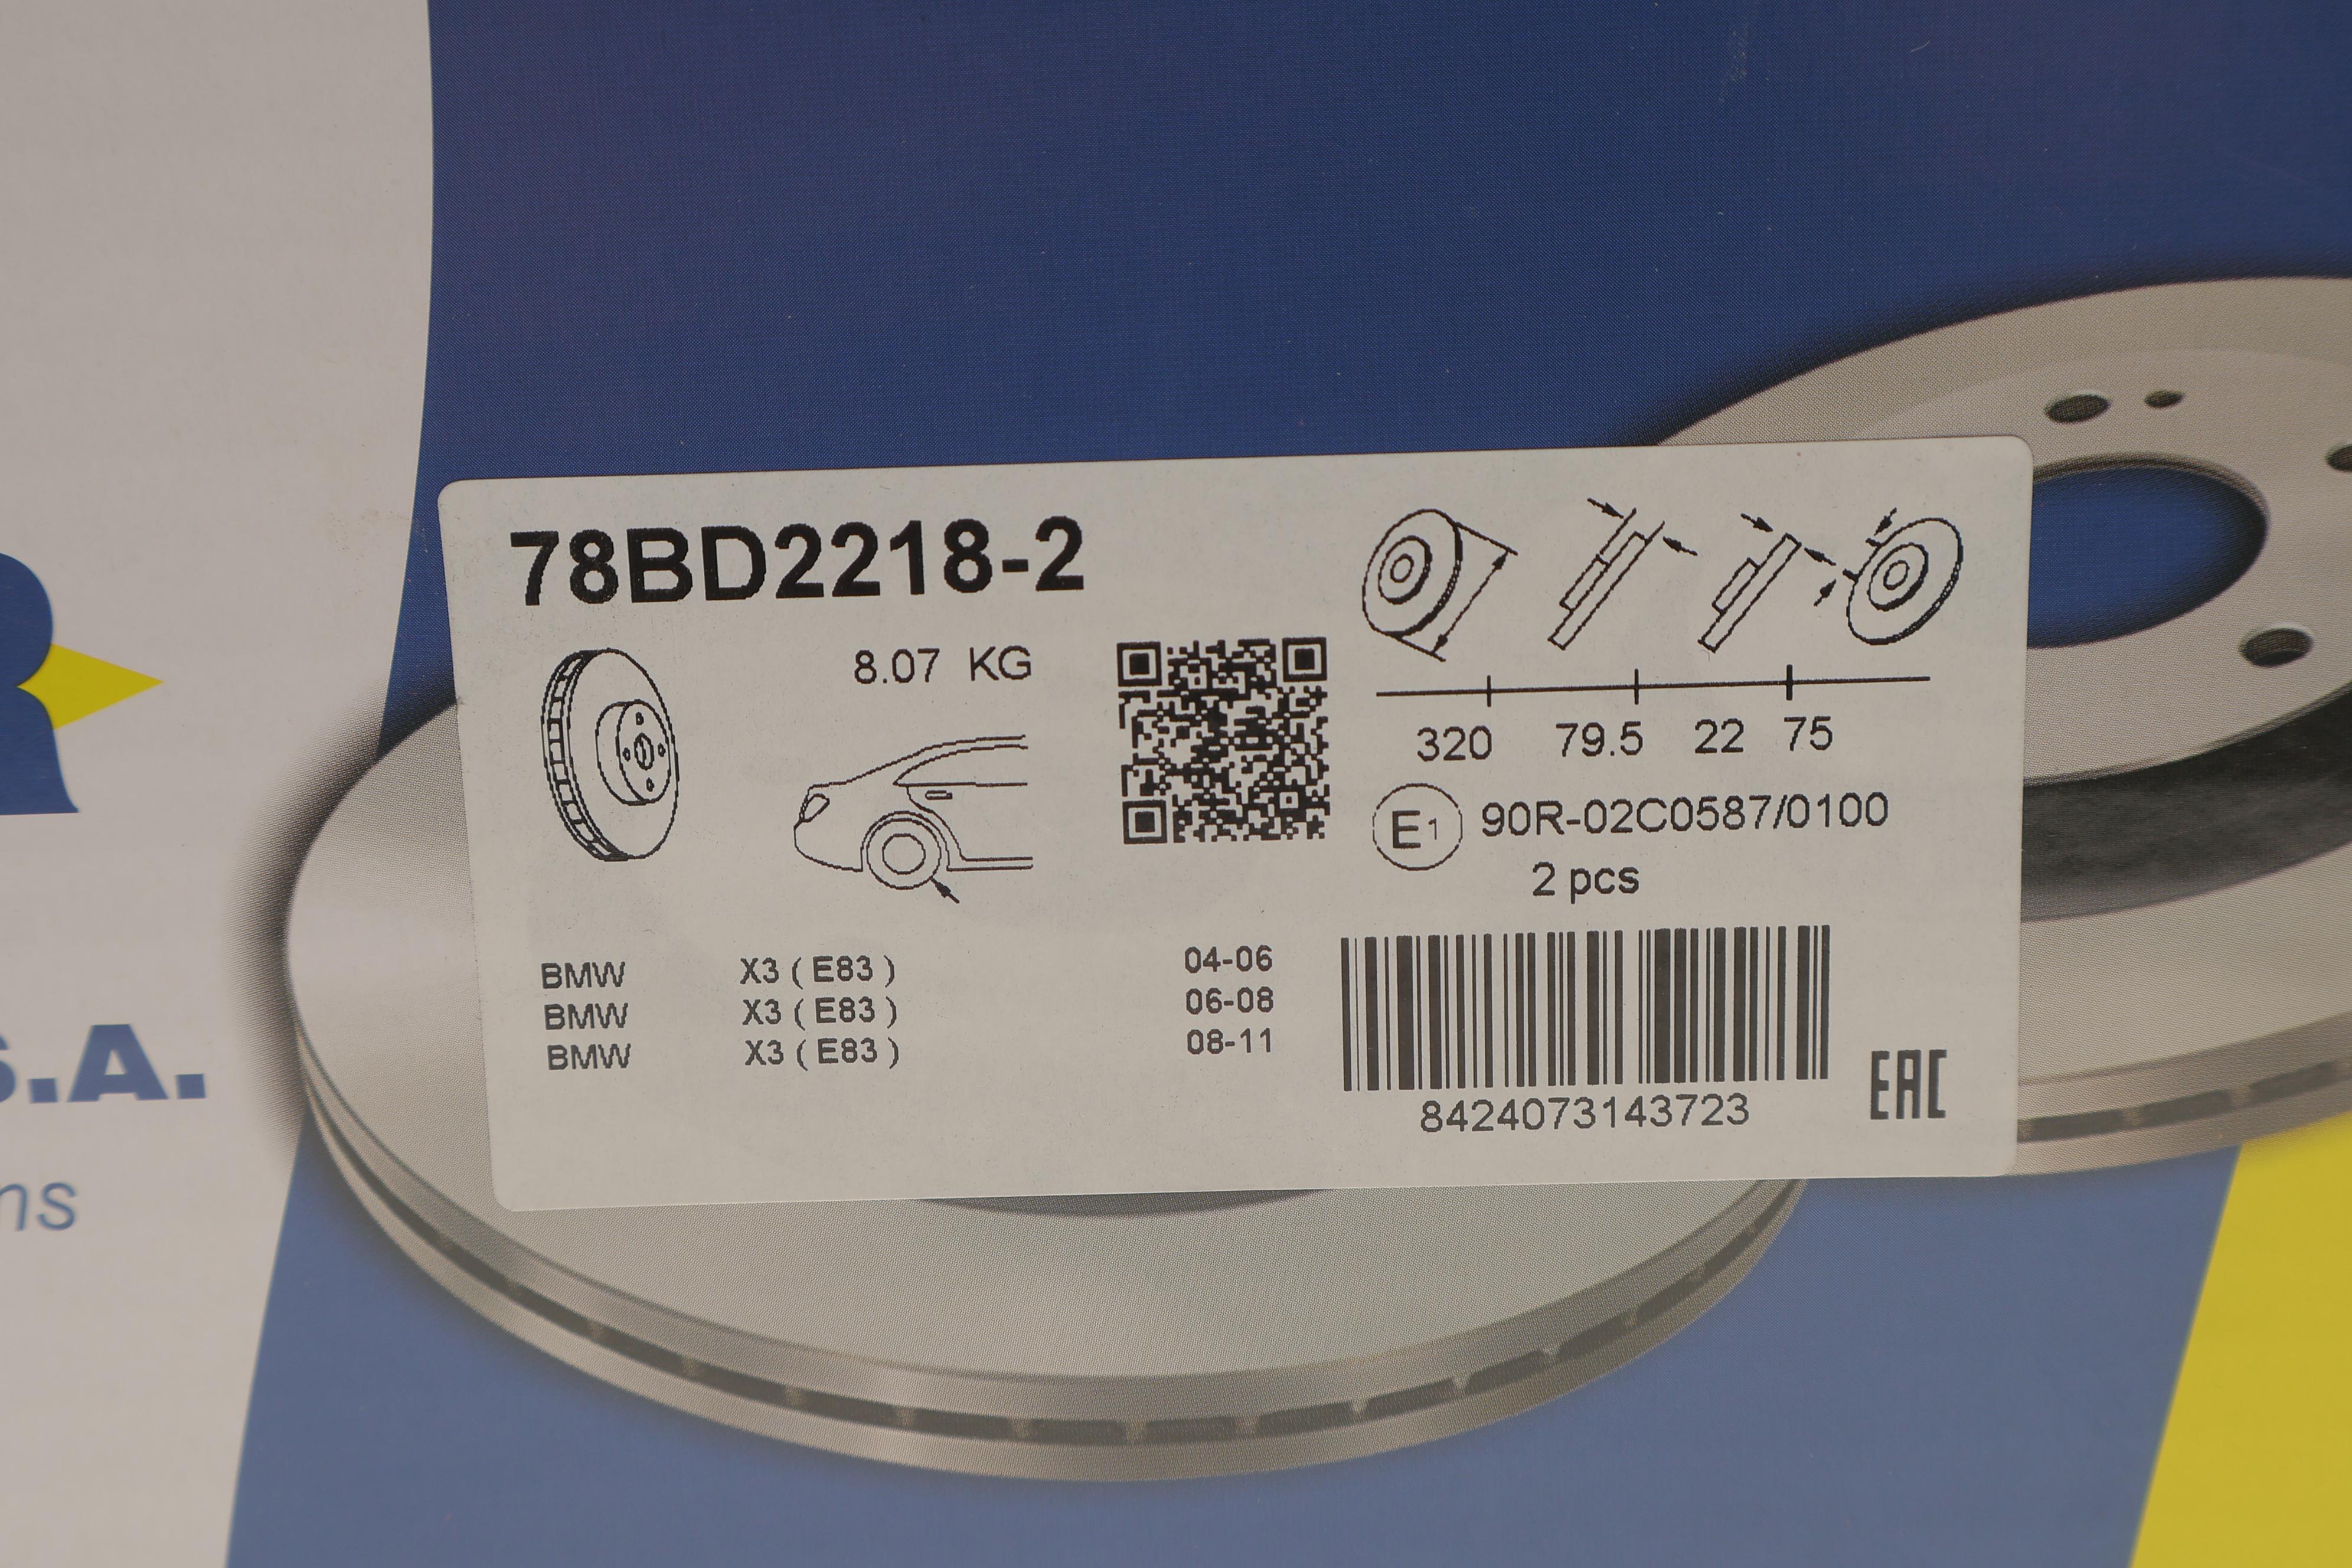 78BD2218-2
8.07 KG
320 79.5 22 75
E1 90R-02C0587/0100
2 pcs
BMW X3 ( E83 ) 04-06
BMW X3 ( E83 ) 06-08
BMW X3 ( E83 ) 08-11
8424073143723
EAC
R
S.A.
ns